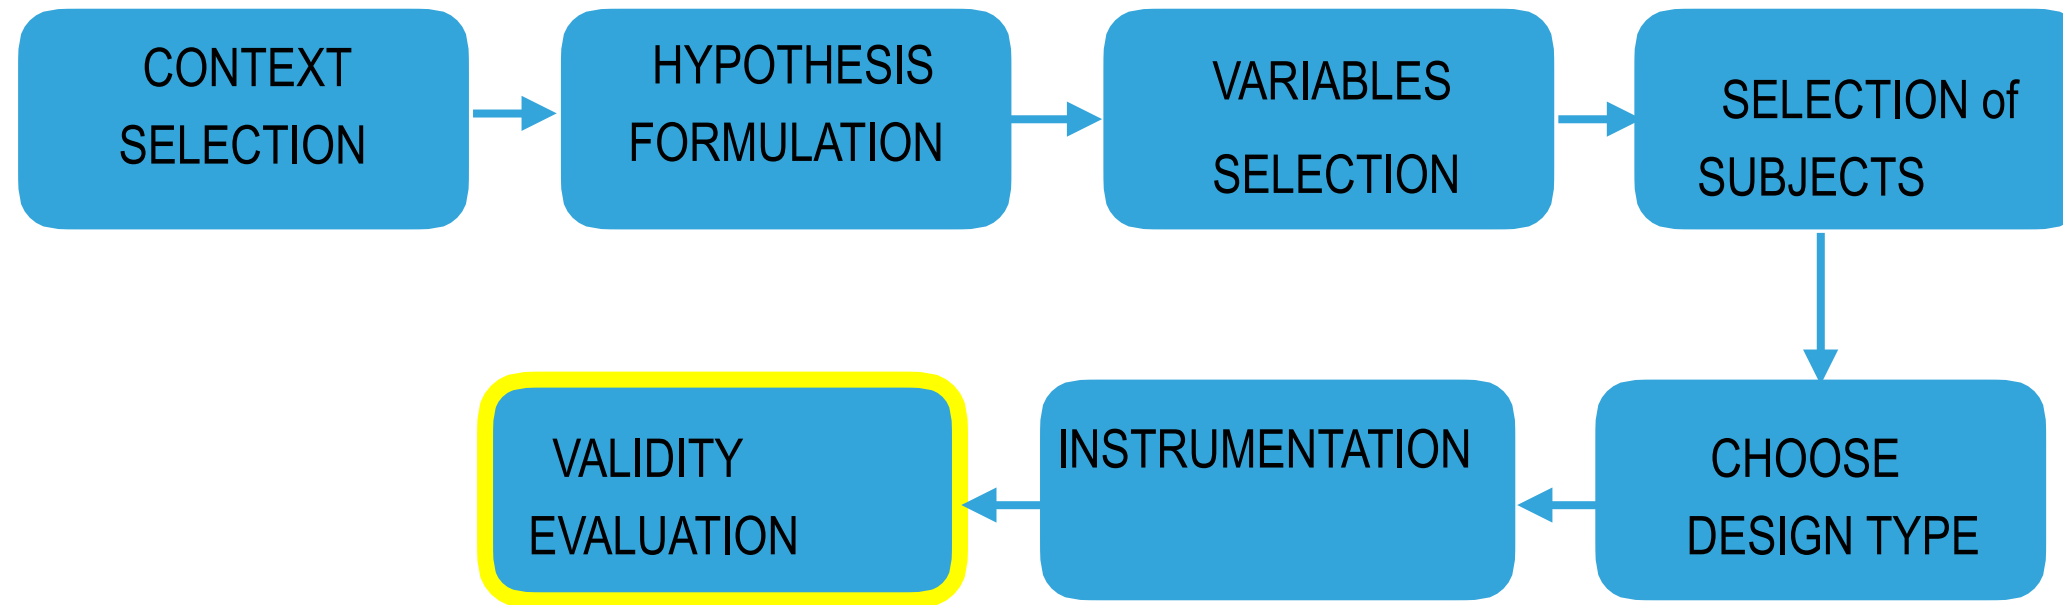 CONTEXT
SELECTION
HYPOTHESIS
FORMULATION
VARIABLES
SELECTION
SELECTION of
SUBJECTS
CHOOSE
DESIGN TYPE
INSTRUMENTATION
VALIDITY
EVALUATION